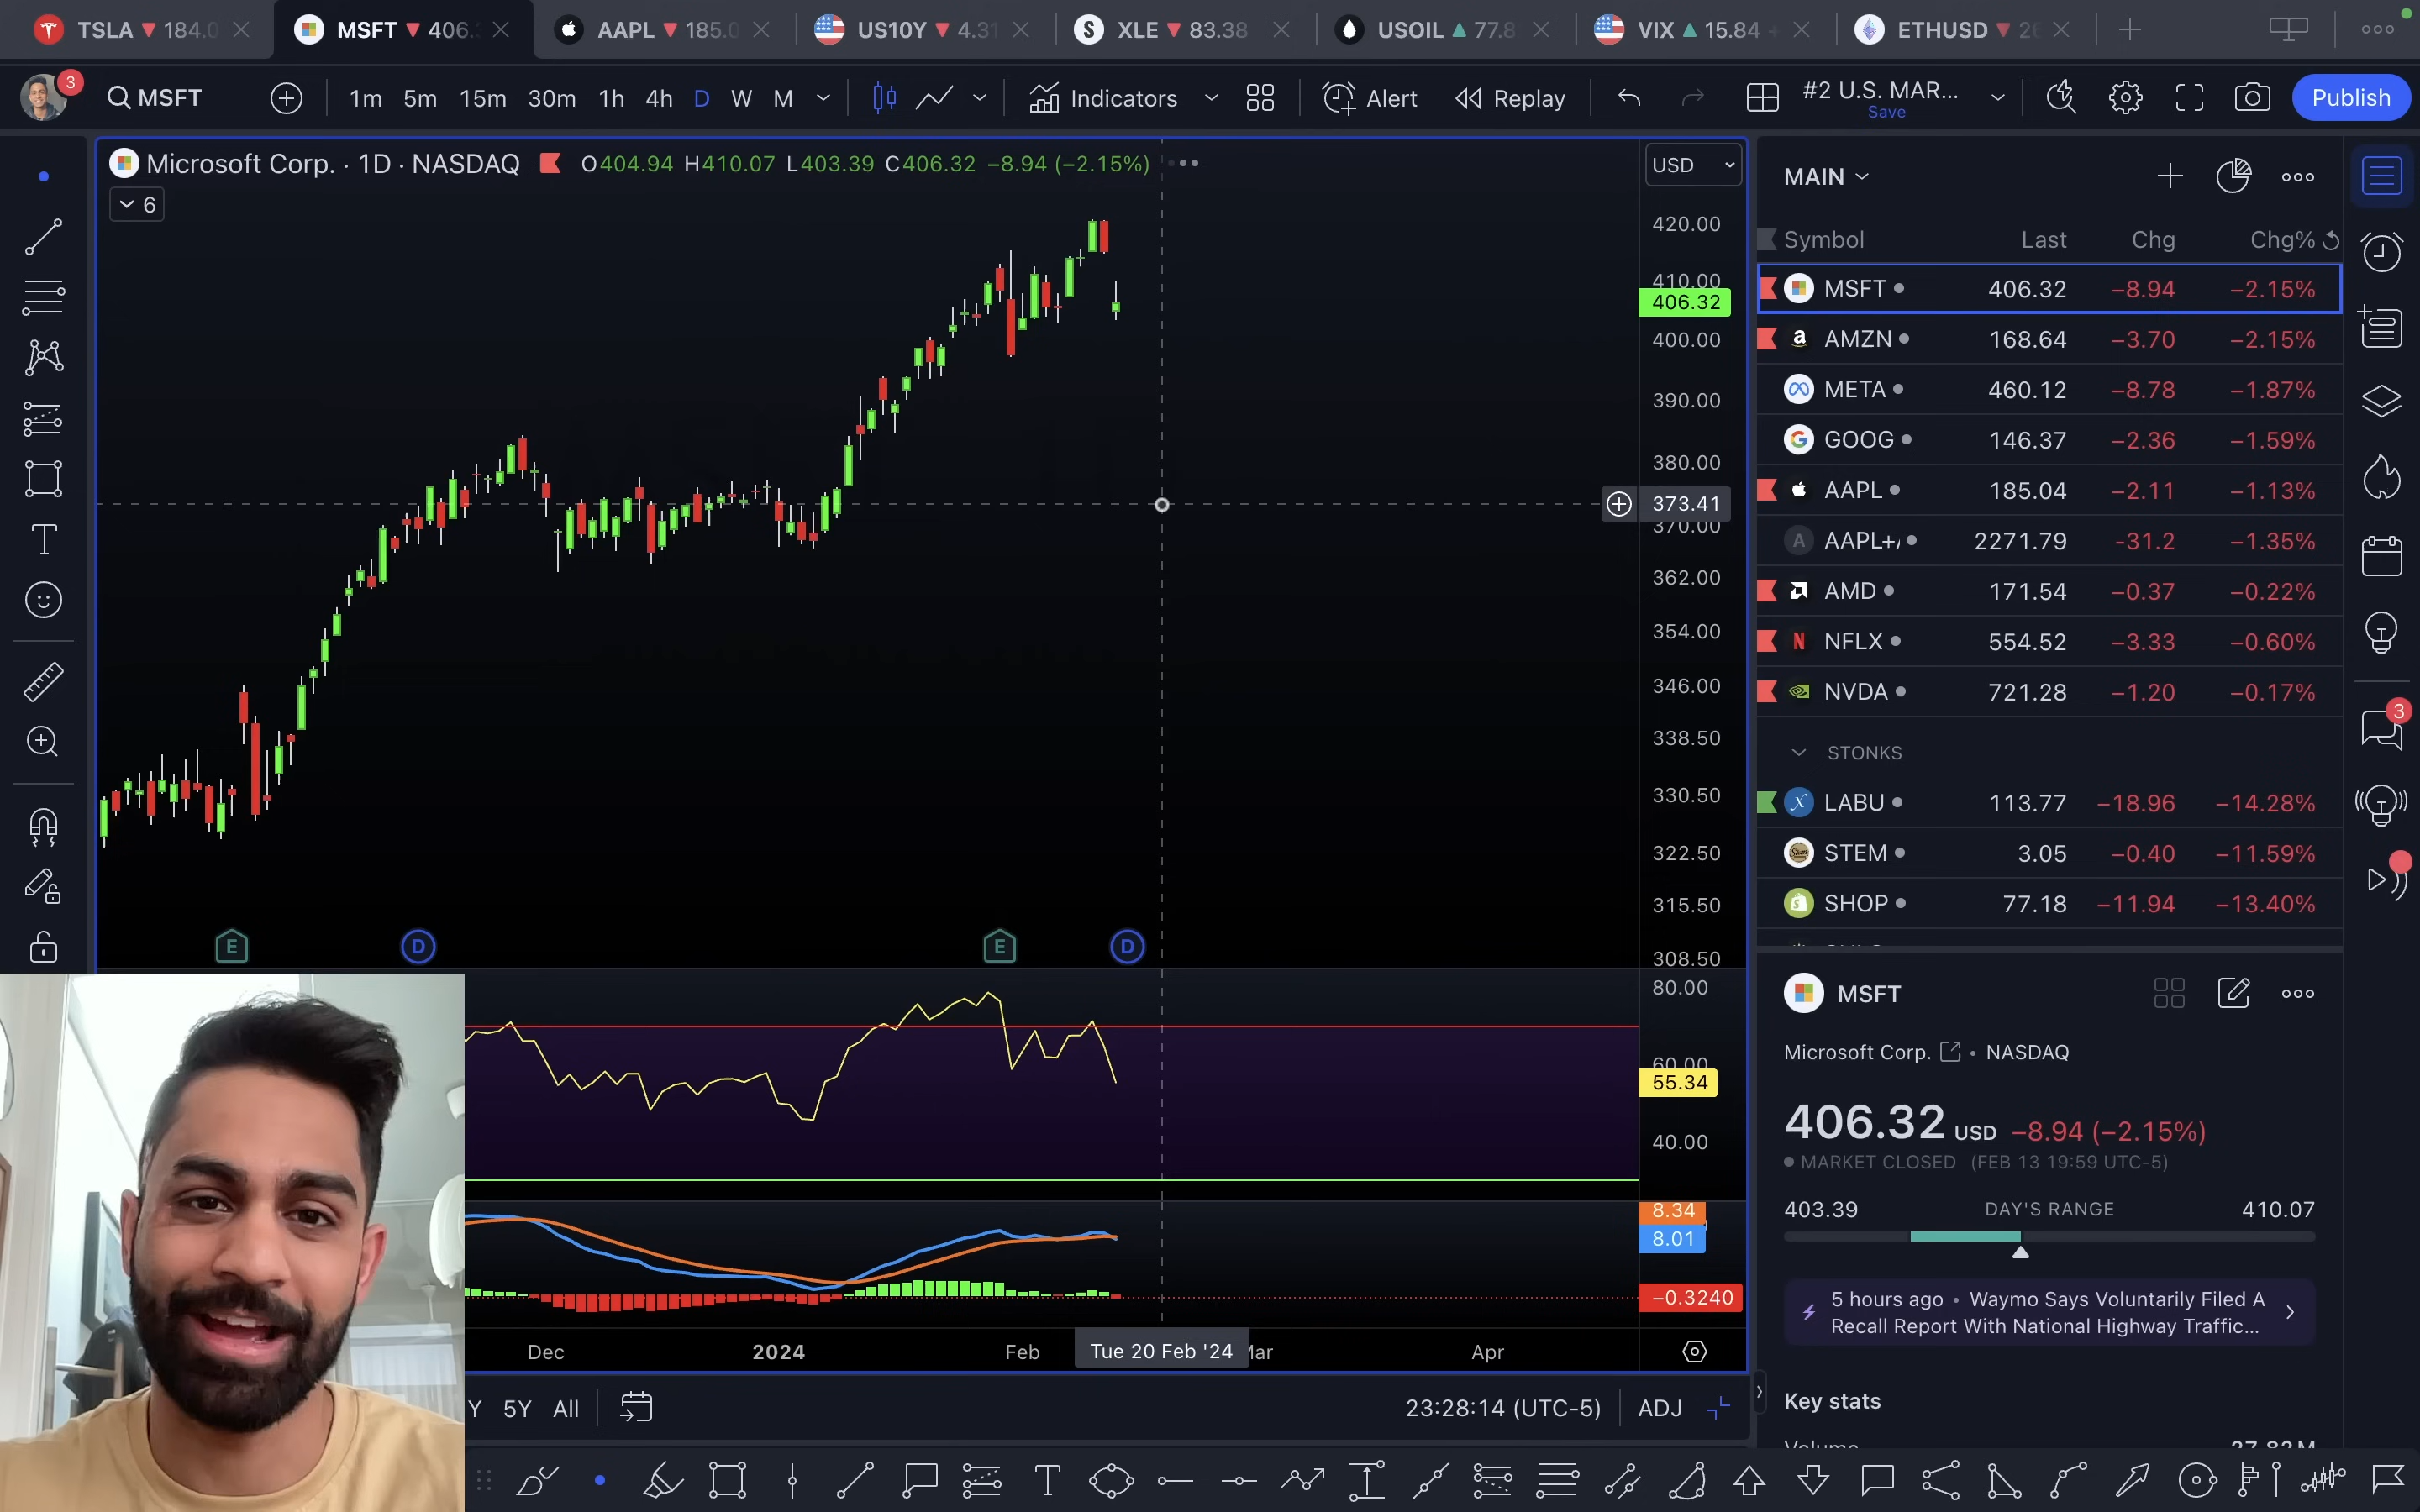 TSLA 184.0 MSFT 406. AAPL 185.0 US10Y 4.31 XLE 83.38 USOIL 77.8 VIX 15.84 ETHUSD
3 MSFT 1m 5m 15m 30m 1h 4h D W M Indicators Alert Replay #2 U.S. MAR... Publish
Save
Microsoft Corp. · 1D · NASDAQ O404.94 H410.07 L403.39 C406.32 −8.94 (−2.15%)
6
USD
420.00
410.00
406.32
400.00
390.00
380.00
373.41
370.00
362.00
354.00
346.00
338.50
330.50
322.50
315.50
308.50
E D E D
80.00
60.00
55.34
40.00
8.34
8.01
−0.3240
Dec 2024 Feb Tue 20 Feb '24 Mar Apr
Y 5Y All 23:28:14 (UTC-5) ADJ
MAIN
Symbol Last Chg Chg%
MSFT 406.32 −8.94 −2.15%
AMZN 168.64 −3.70 −2.15%
META 460.12 −8.78 −1.87%
GOOG 146.37 −2.36 −1.59%
AAPL 185.04 −2.11 −1.13%
A AAPL+ 2271.79 -31.2 −1.35%
AMD 171.54 −0.37 −0.22%
NFLX 554.52 −3.33 −0.60%
NVDA 721.28 −1.20 −0.17%
STONKS
LABU 113.77 −18.96 −14.28%
STEM 3.05 −0.40 −11.59%
SHOP 77.18 −11.94 −13.40%
MSFT
Microsoft Corp. • NASDAQ
406.32 USD −8.94 (−2.15%)
MARKET CLOSED (FEB 13 19:59 UTC-5)
403.39 DAY'S RANGE 410.07
5 hours ago • Waymo Says Voluntarily Filed A
Recall Report With National Highway Traffic...
Key stats
Volume 27.82M
3